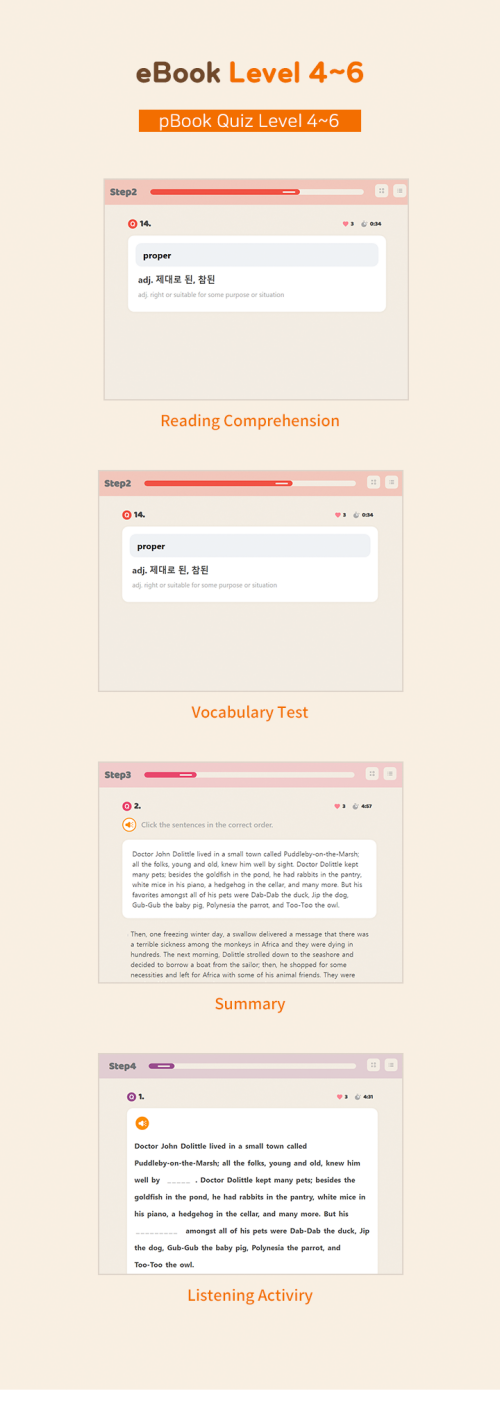 eBook Level 4~6
pBook Quiz Level 4~6
Step2
Q 14.
3 0:34
proper
adj. 제대로 된, 참된
adj. right or suitable for some purpose or situation
Reading Comprehension
Step2
Q 14.
3 0:34
proper
adj. 제대로 된, 참된
adj. right or suitable for some purpose or situation
Vocabulary Test
Step3
Q 2.
3 4:57
Click the sentences in the correct order.
Doctor John Dolittle lived in a small town called Puddleby-on-the-Marsh;
all the folks, young and old, knew him well by sight. Doctor Dolittle kept
many pets; besides the goldfish in the pond, he had rabbits in the pantry,
white mice in his piano, a hedgehog in the cellar, and many more. But his
favorites amongst all of his pets were Dab-Dab the duck, Jip the dog,
Gub-Gub the baby pig, Polynesia the parrot, and Too-Too the owl.
Then, one freezing winter day, a swallow delivered a message that there was
a terrible sickness among the monkeys in Africa and they were dying in
hundreds. The next morning, Dolittle strolled down to the seashore and
decided to borrow a boat from the sailor; then, he shopped for some
necessities and left for Africa with some of his animal friends. They were
Summary
Step4
Q 1.
3 4:31
Doctor John Dolittle lived in a small town called
Puddleby-on-the-Marsh; all the folks, young and old, knew him
well by _____ . Doctor Dolittle kept many pets; besides the
goldfish in the pond, he had rabbits in the pantry, white mice in
his piano, a hedgehog in the cellar, and many more. But his
_________ amongst all of his pets were Dab-Dab the duck, Jip
the dog, Gub-Gub the baby pig, Polynesia the parrot, and
Too-Too the owl.
Listening Activiry